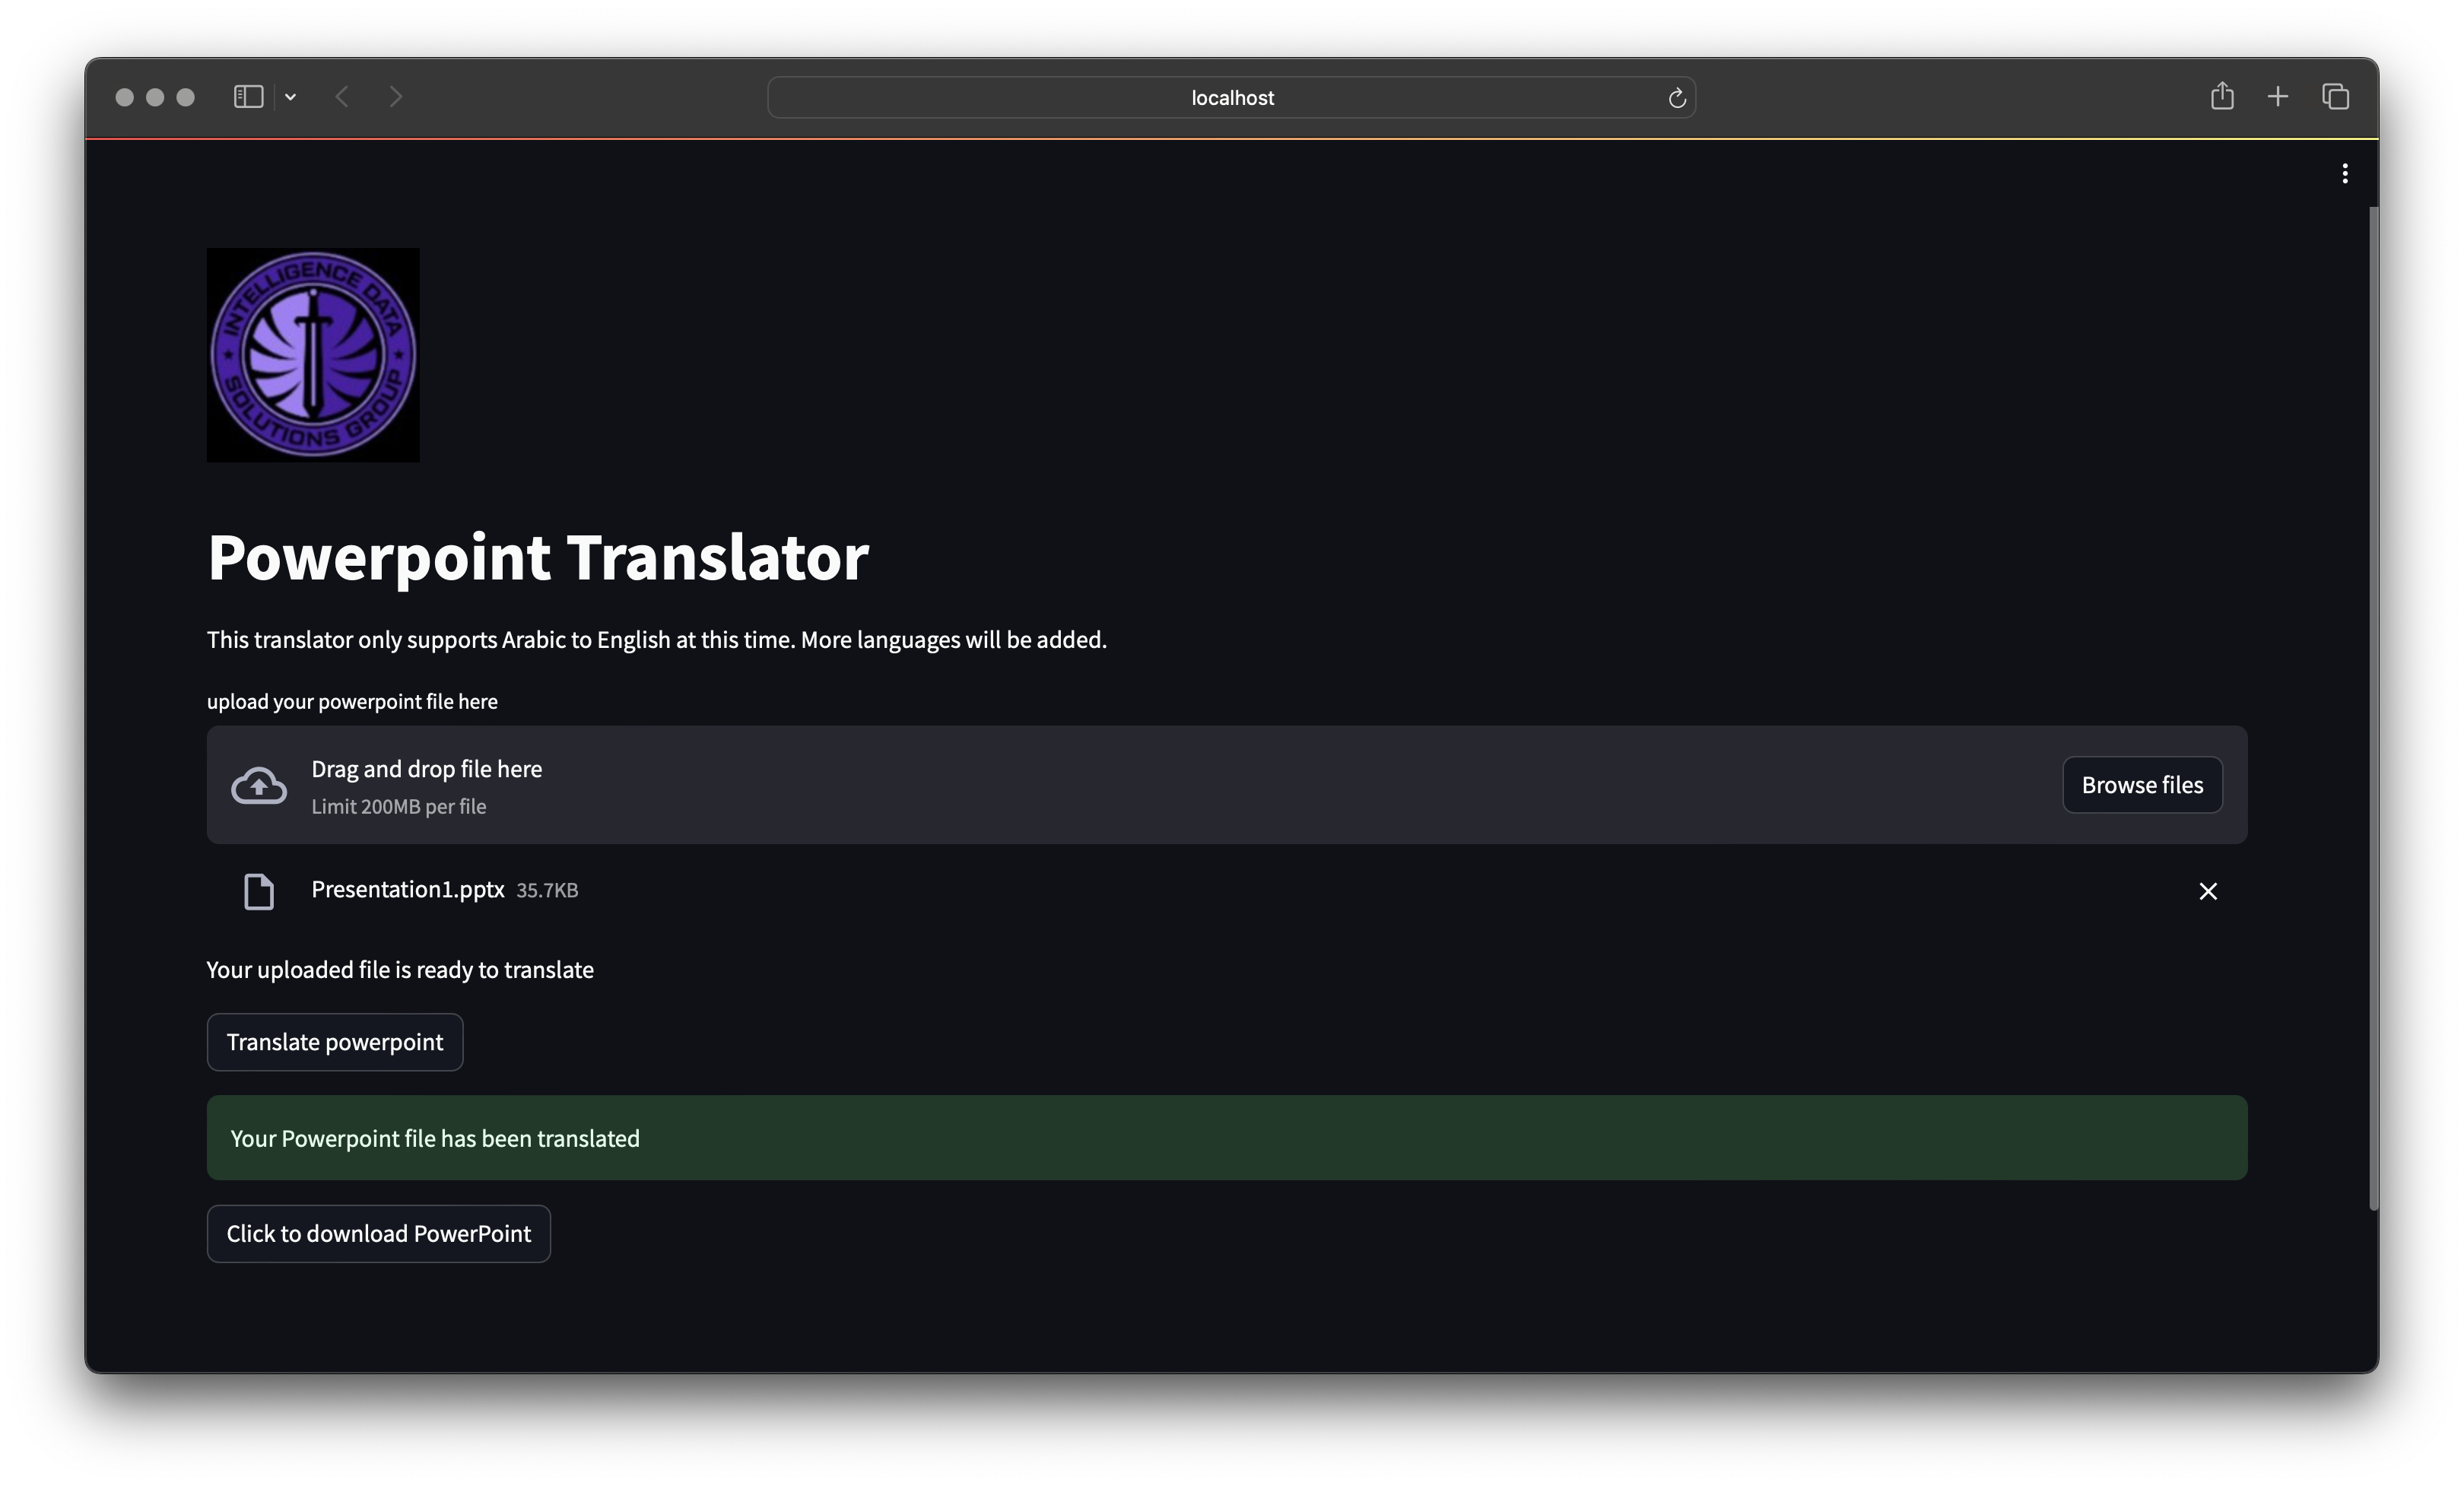 localhost
INTELLIGENCE DATA
SOLUTIONS GROUP
Powerpoint Translator
This translator only supports Arabic to English at this time. More languages will be added.
upload your powerpoint file here
Drag and drop file here
Limit 200MB per file
Browse files
Presentation1.pptx 35.7KB
Your uploaded file is ready to translate
Translate powerpoint
Your Powerpoint file has been translated
Click to download PowerPoint